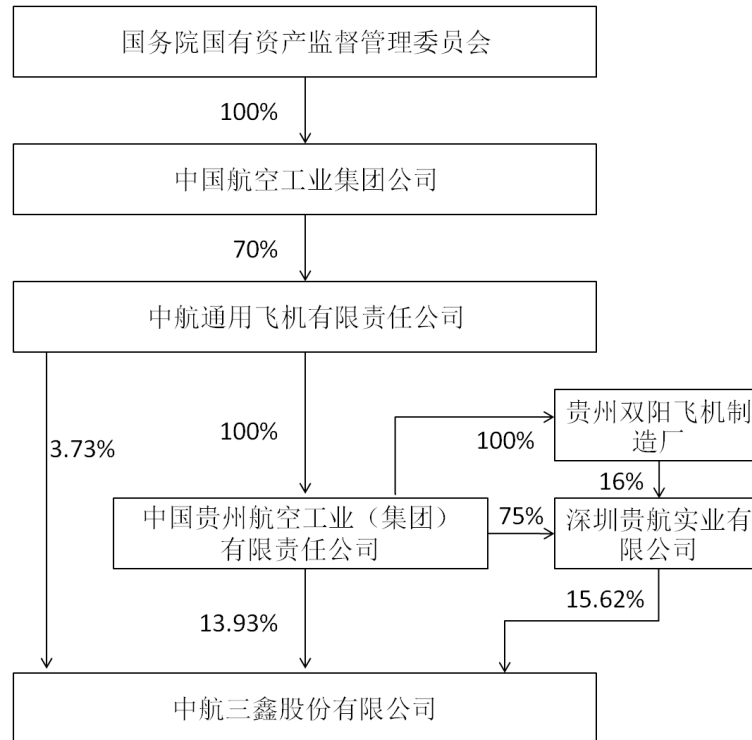 国务院国有资产监督管理委员会
100%
中国航空工业集团公司
70%
中航通用飞机有限责任公司
3.73%
100%
100%
贵州双阳飞机制
造厂
16%
中国贵州航空工业（集团）
有限责任公司
75%
深圳贵航实业有
限公司
13.93%
15.62%
中航三鑫股份有限公司